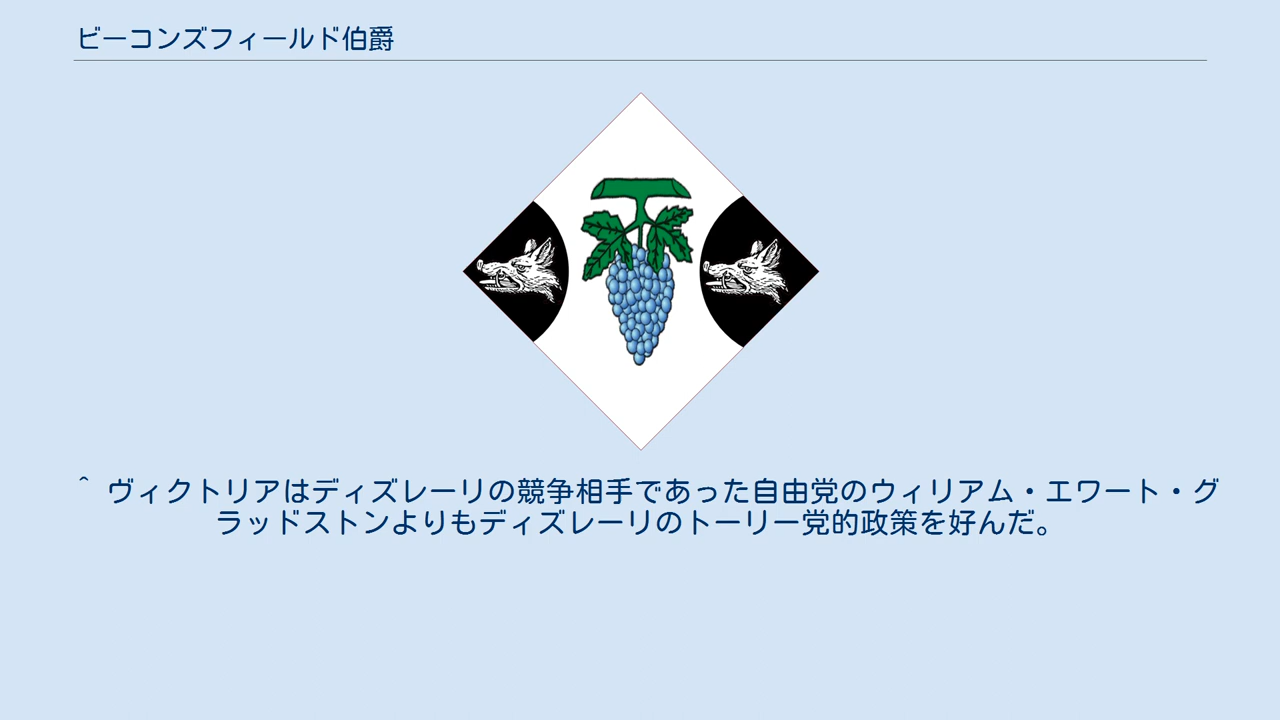 ビーコンズフィールド伯爵
^ ヴィクトリアはディズレーリの競争相手であった自由党のウィリアム・エワート・グ
ラッドストンよりもディズレーリのトーリー党的政策を好んだ。